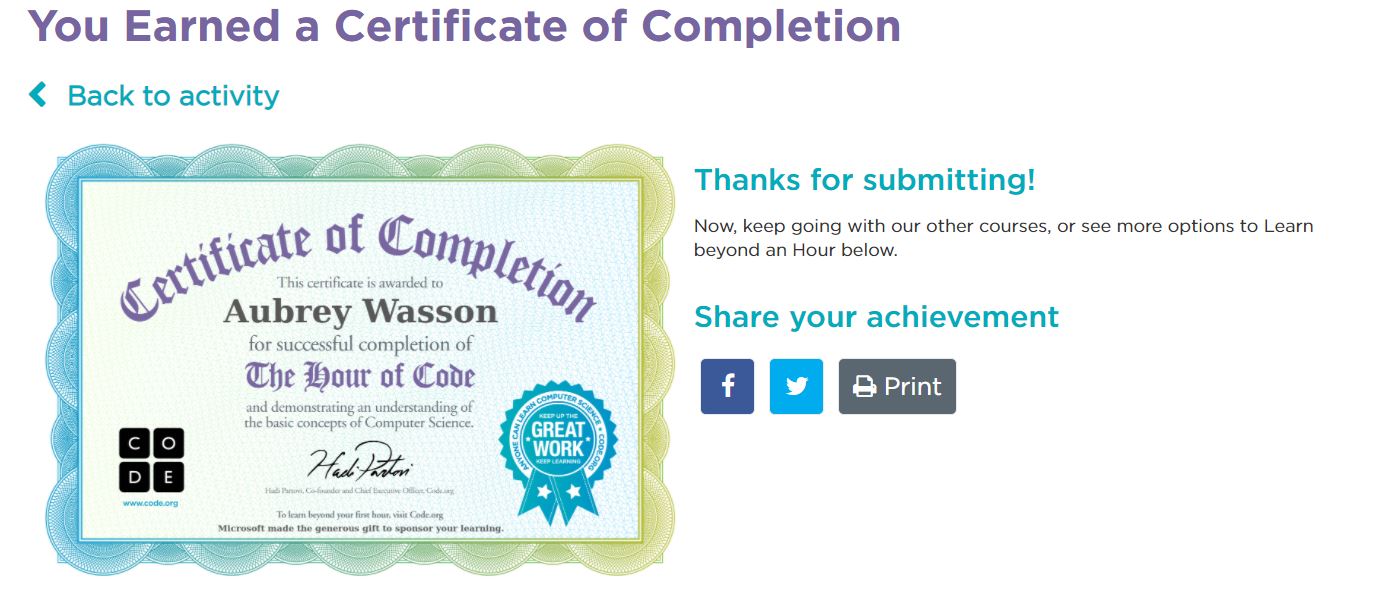 You Earned a Certificate of Completion
Back to activity
Certificate of Completion
This certificate is awarded to
Aubrey Wasson
for successful completion of
The Hour of Code
and demonstrating an understanding of
the basic concepts of Computer Science.
C O
D E
www.code.org
Hadi Partovi
Hadi Partovi, Co-founder and Chief Executive Officer, Code.org
To learn beyond your first hour, visit Code.org
Microsoft made the generous gift to sponsor your learning.
ANYONE CAN LEARN COMPUTER SCIENCE • CODE.ORG
KEEP UP THE
GREAT
WORK
KEEP LEARNING
Thanks for submitting!
Now, keep going with our other courses, or see more options to Learn
beyond an Hour below.
Share your achievement
f
Print